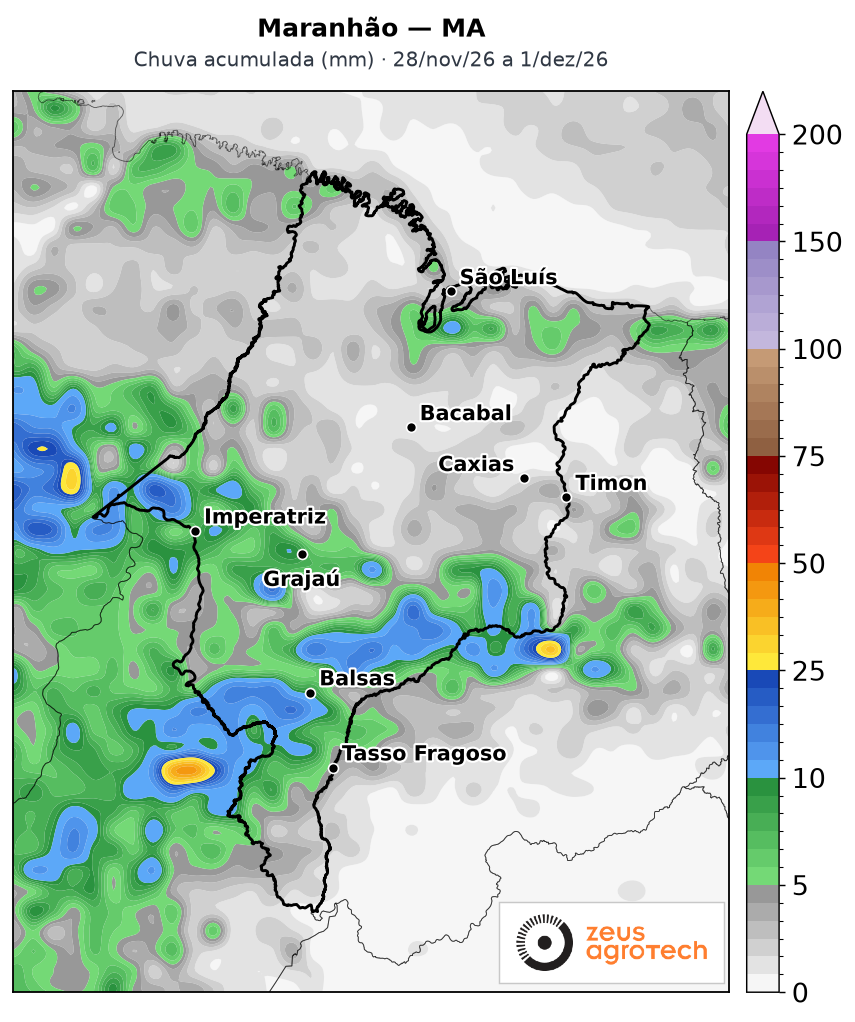 Maranhão — MA
Chuva acumulada (mm) · 28/nov/26 a 1/dez/26
São Luís
Bacabal
Caxias
Timon
Imperatriz
Grajaú
Balsas
Tasso Fragoso
200
150
100
75
50
25
10
5
0
zeus
agrotech